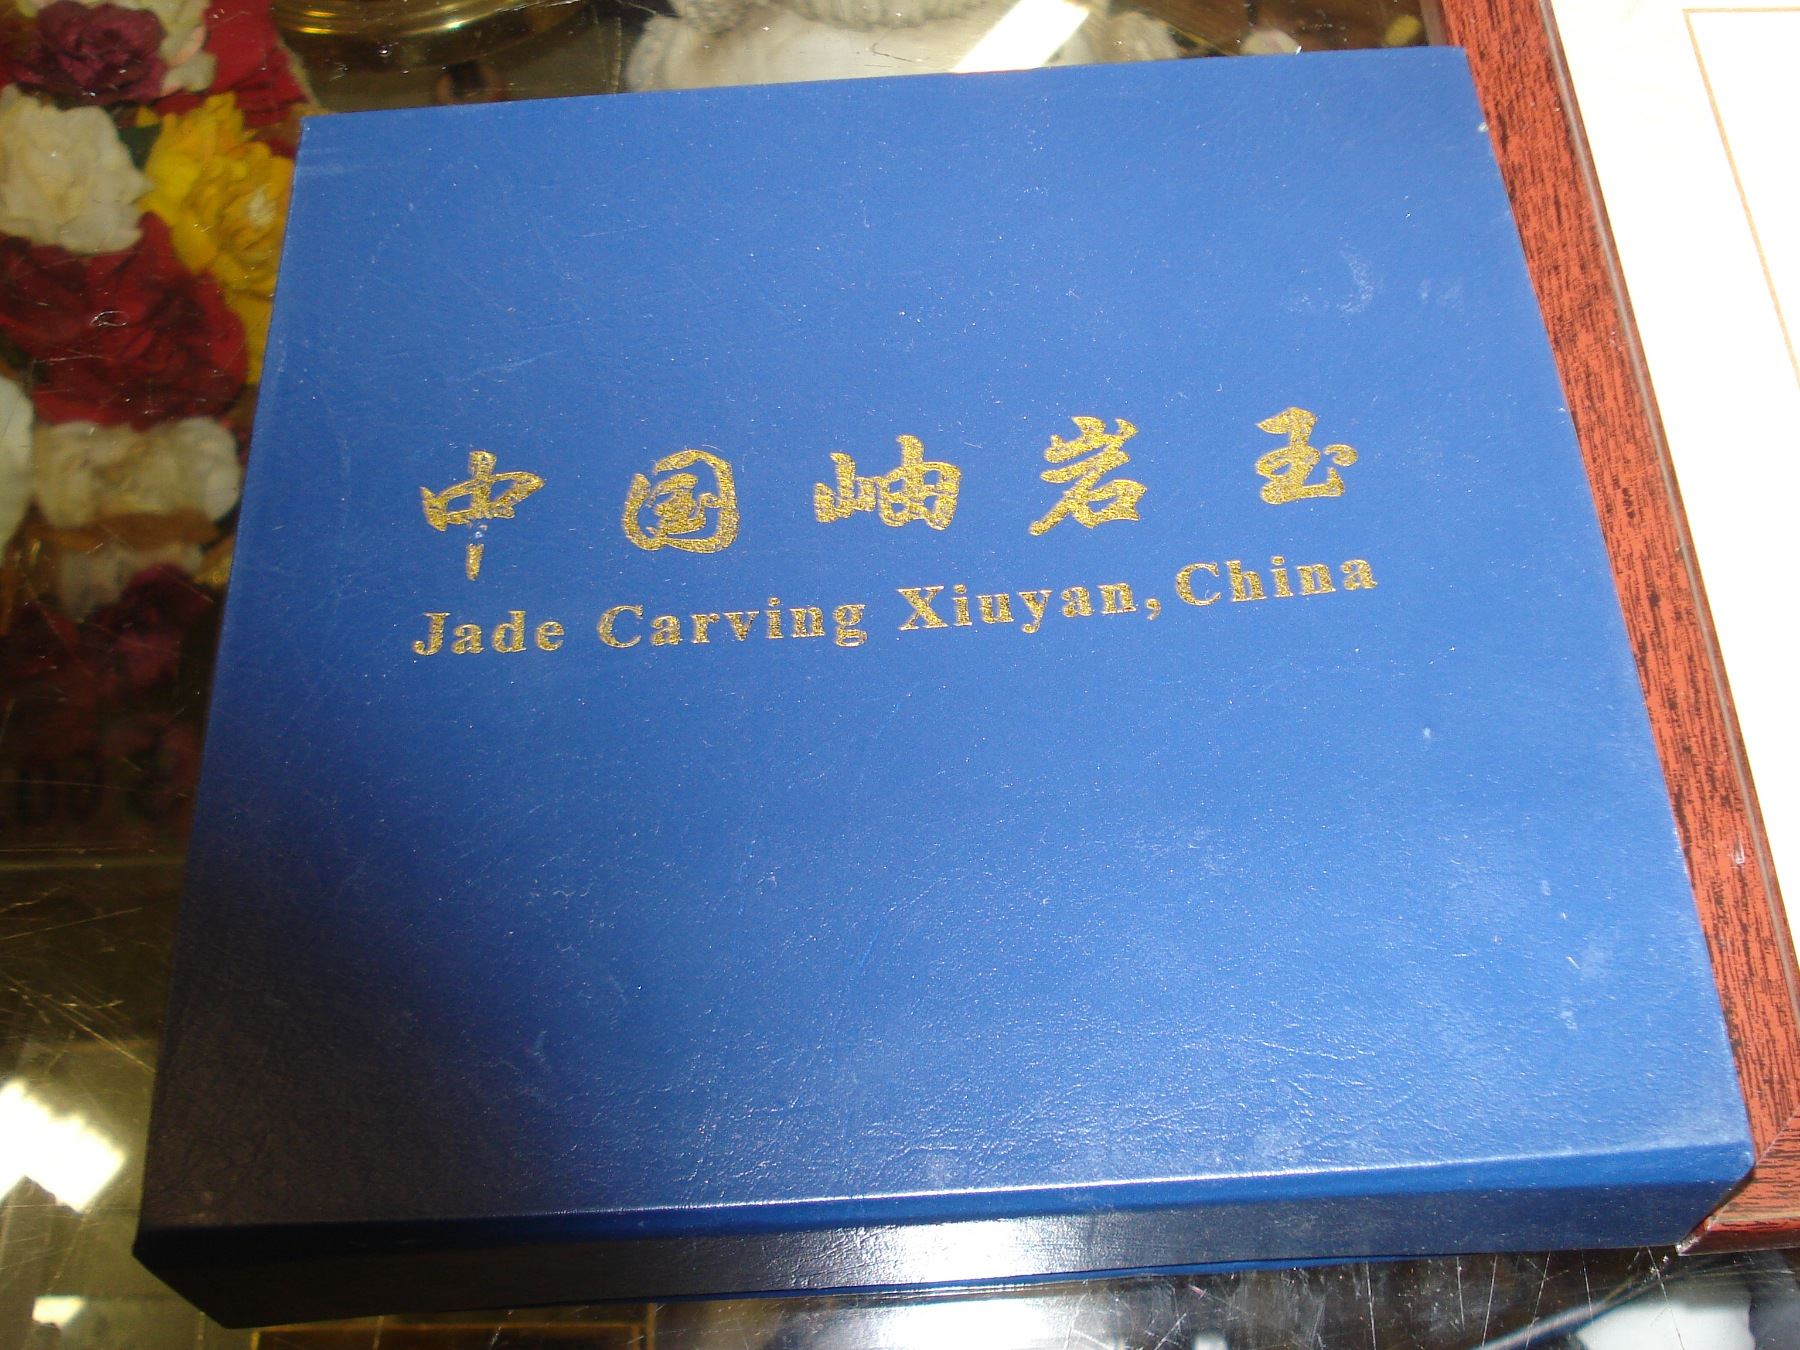 中国岫岩玉
Jade Carving Xiuyan, China